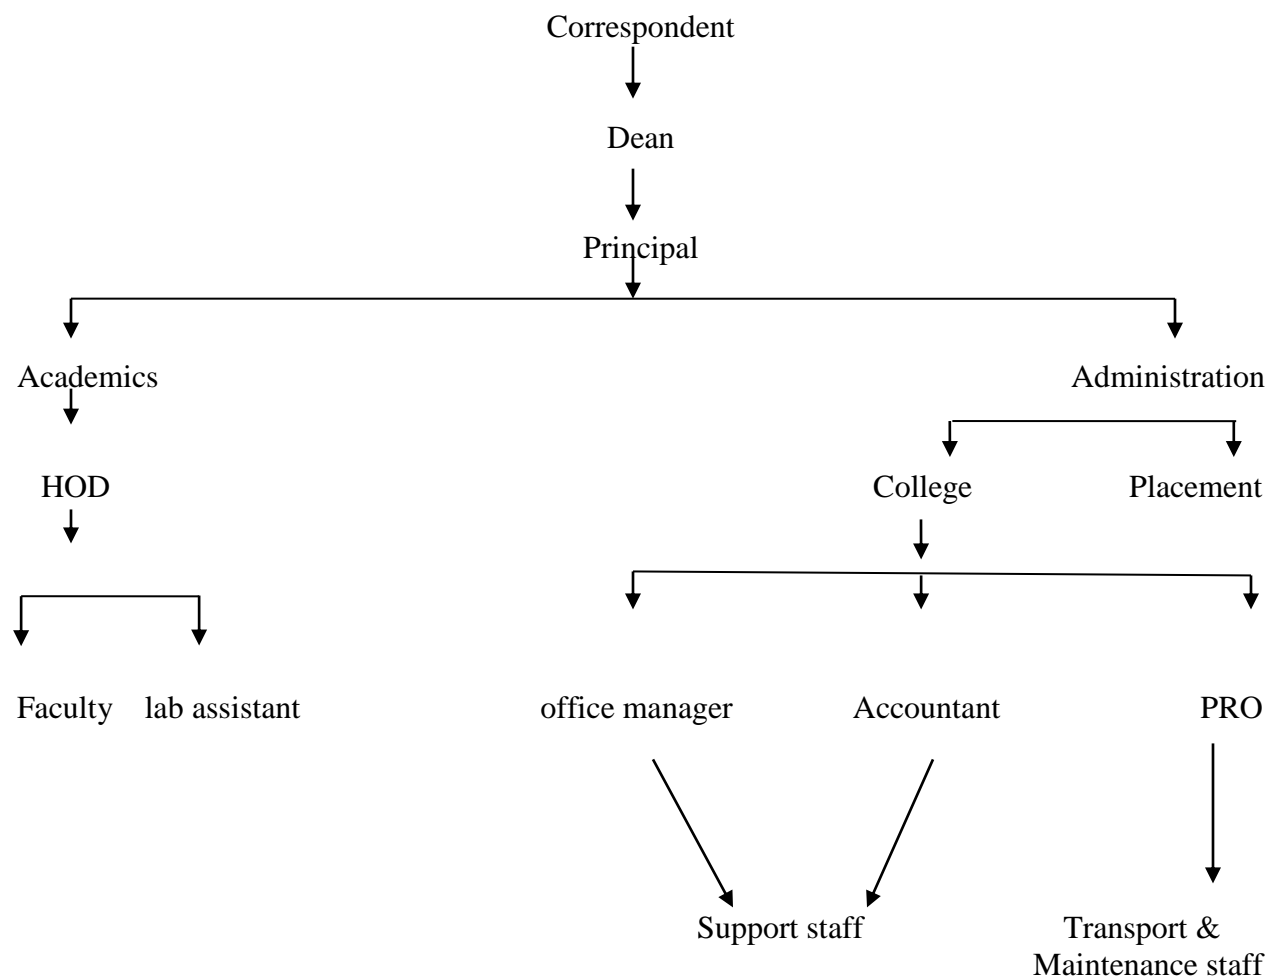 Correspondent
Dean
Principal
Academics
Administration
HOD
College
Placement
Faculty
lab assistant
office manager
Accountant
PRO
Support staff
Transport &
Maintenance staff